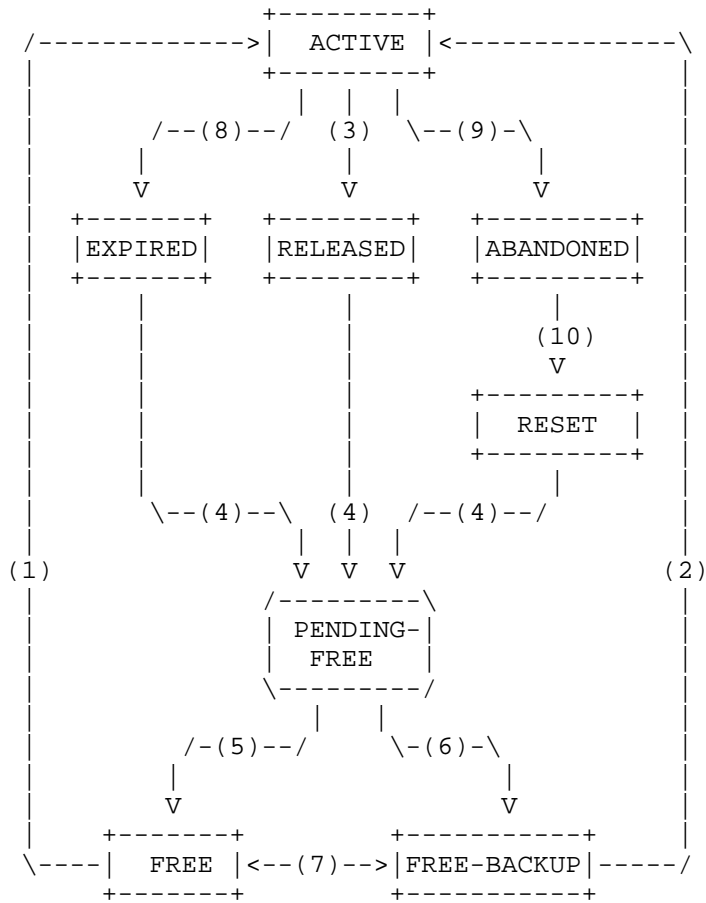 ACTIVE
(8) (3) (9)
EXPIRED RELEASED ABANDONED
(10)
RESET
(4) (4) (4)
(1) (2)
PENDING-
FREE
(5) (6)
FREE (7) FREE-BACKUP